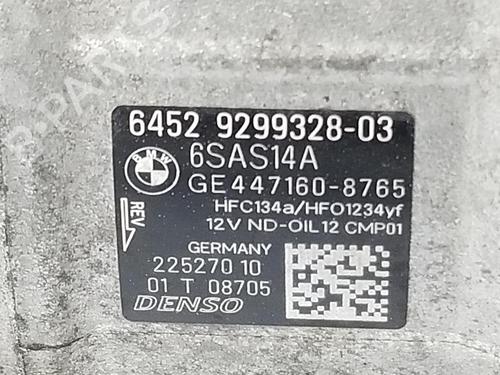 6452 9299328-03
BMW
6SAS14A
GE447160-8765
REV
HFC134a/HFO1234yf
12V ND-OIL12 CMP01
GERMANY
225270 10
01 T 08705
DENSO